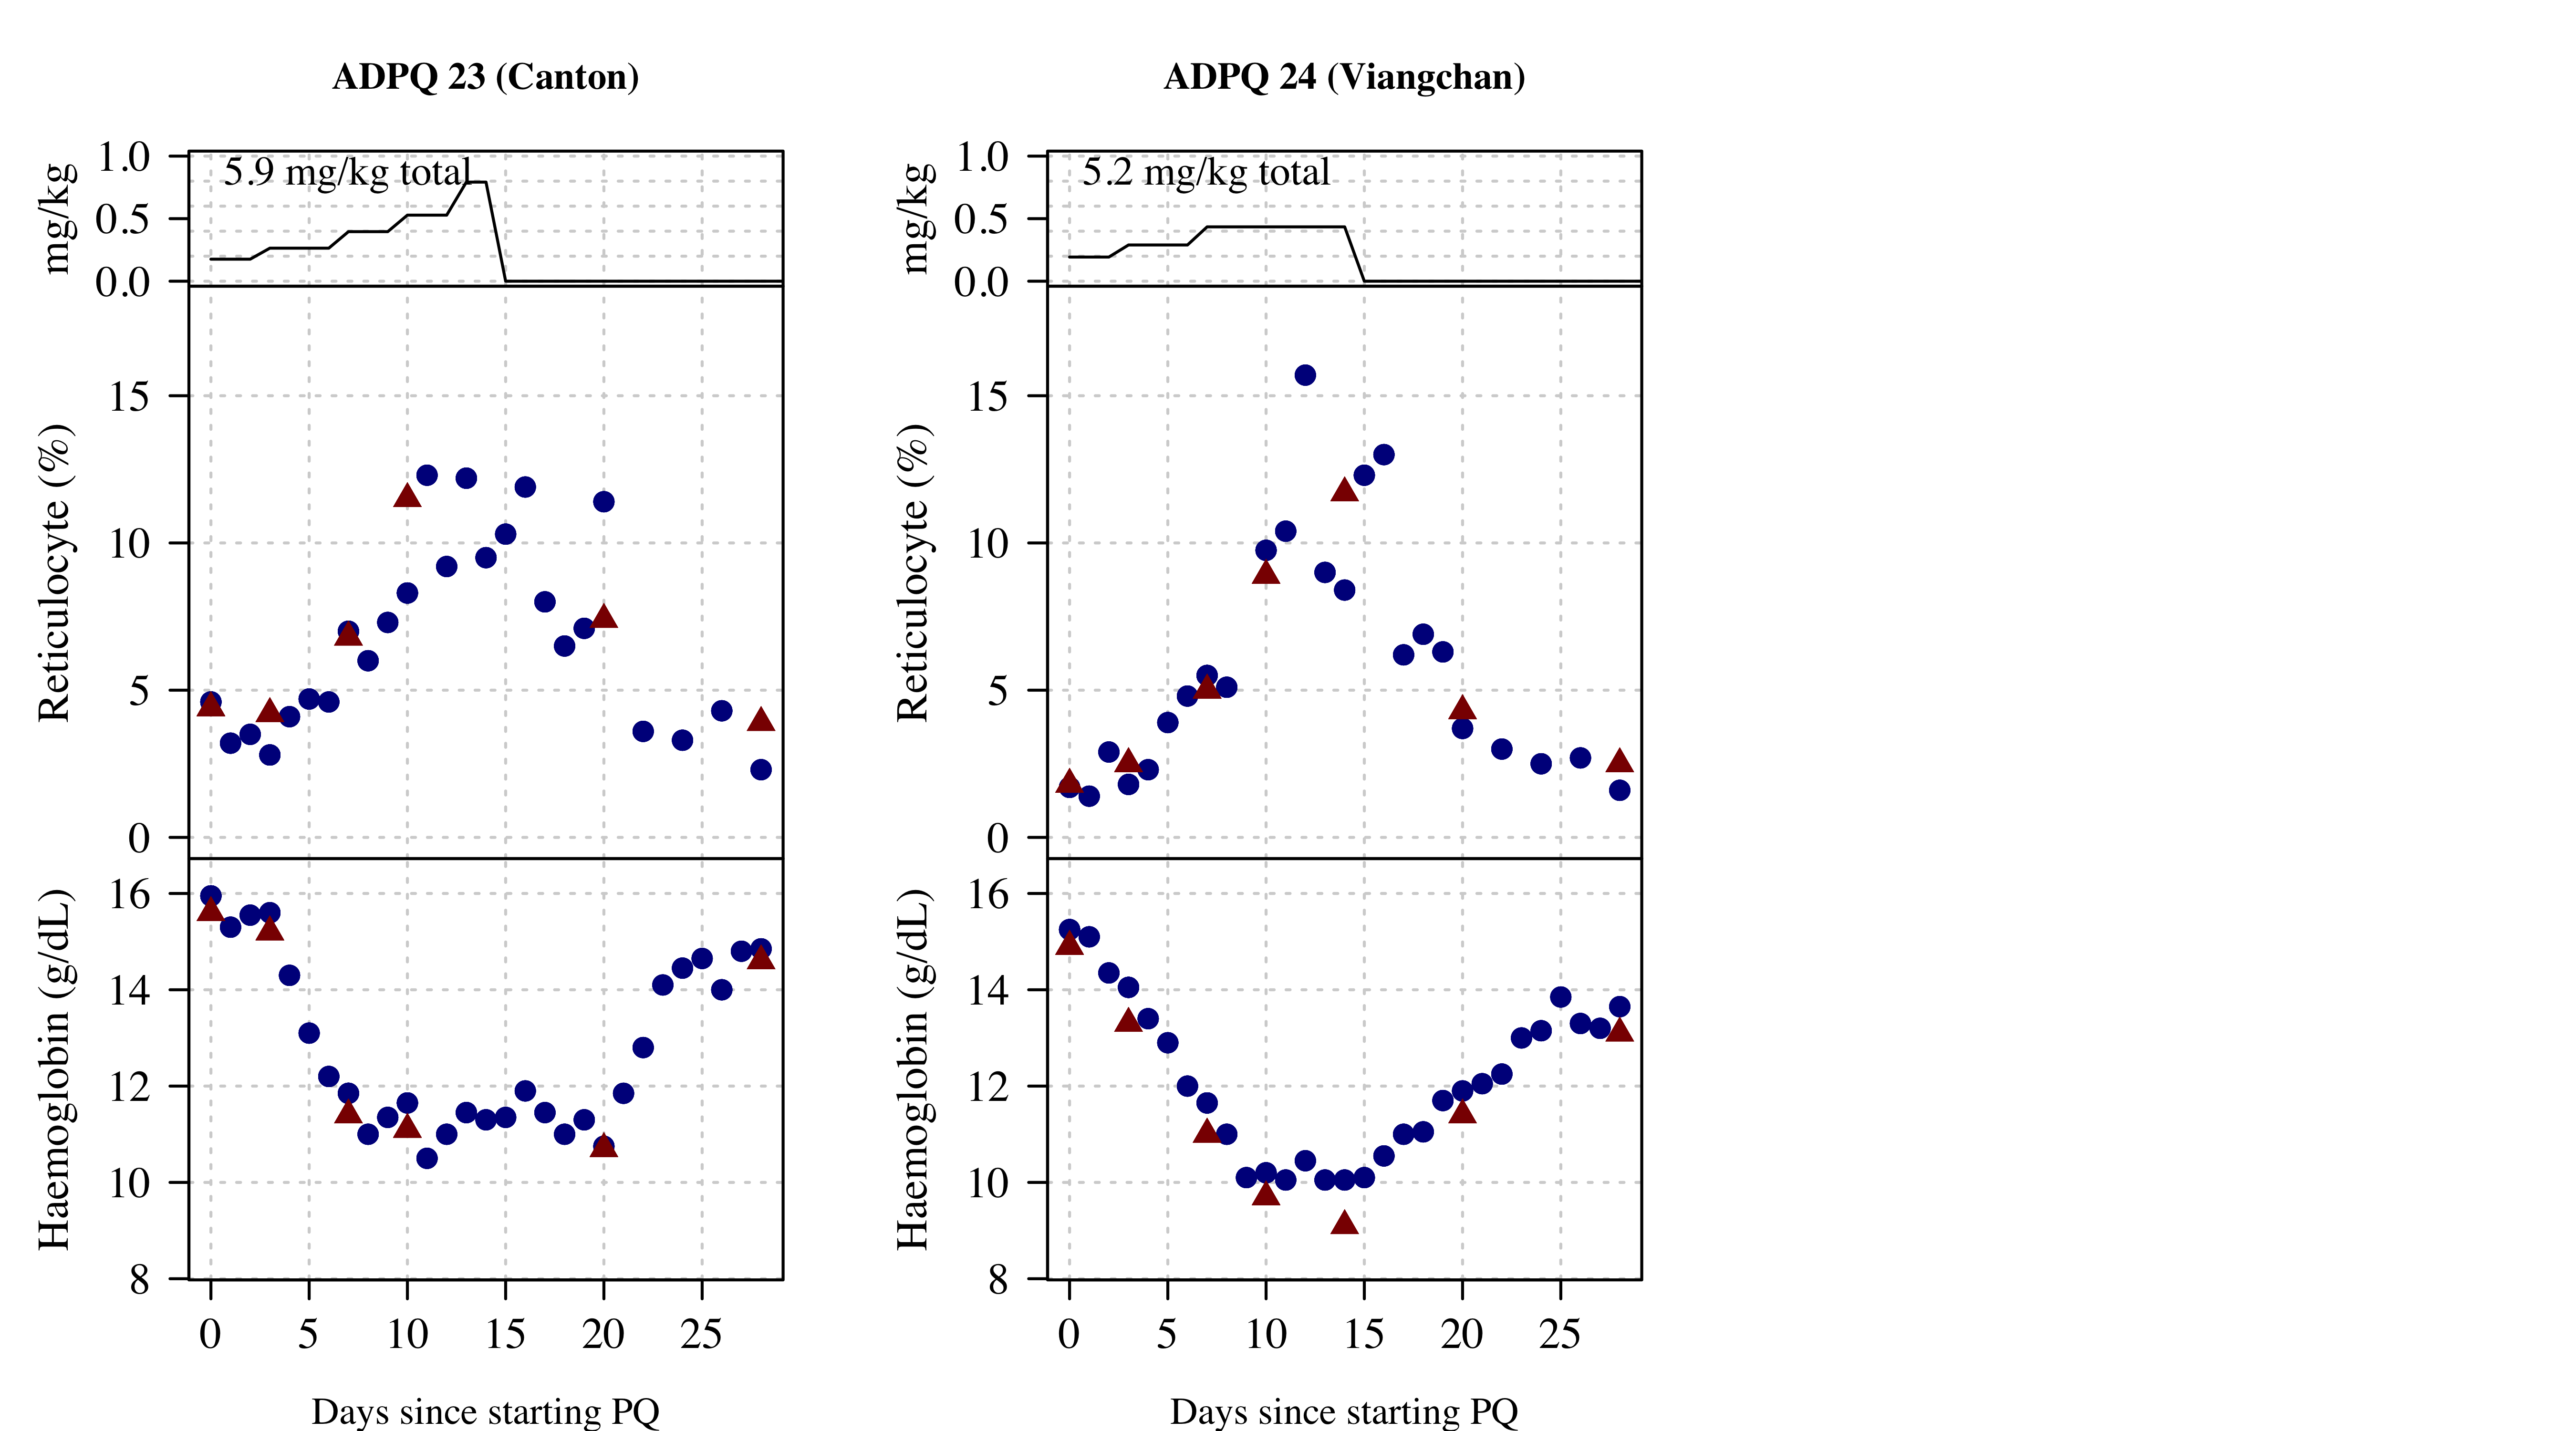 ADPQ 23 (Canton)
mg/kg
1.0
0.5
0.0
5.9 mg/kg total
Reticulocyte (%)
15
10
5
0
Haemoglobin (g/dL)
16
14
12
10
8
0 5 10 15 20 25
Days since starting PQ
ADPQ 24 (Viangchan)
mg/kg
1.0
0.5
0.0
5.2 mg/kg total
Reticulocyte (%)
15
10
5
0
Haemoglobin (g/dL)
16
14
12
10
8
0 5 10 15 20 25
Days since starting PQ